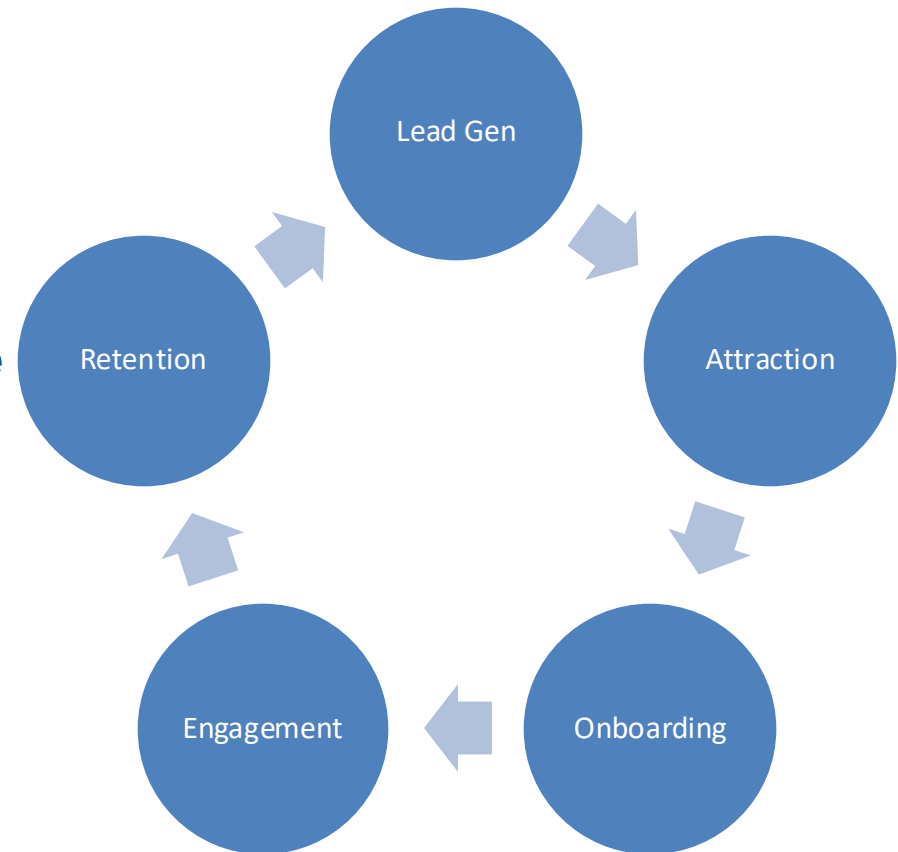 Lead Gen
Attraction
Onboarding
Engagement
Retention